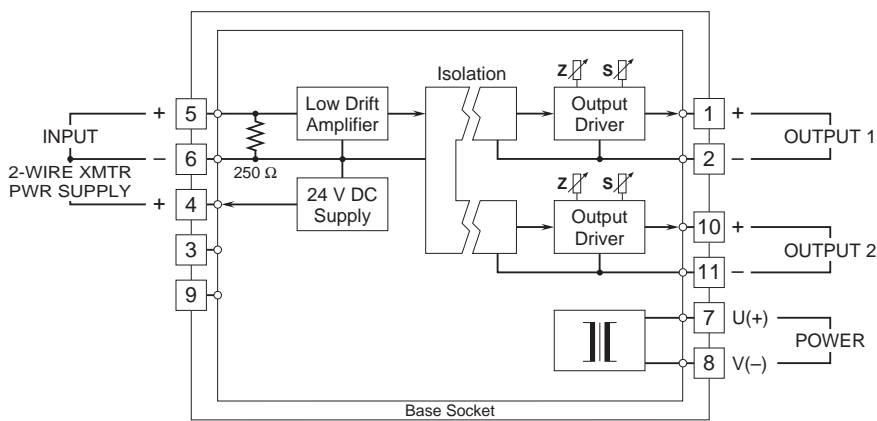 Isolation
Z
S
5
+
Low Drift
Amplifier
Output
Driver
1
+
INPUT
OUTPUT 1
6
–
250 Ω
2
–
2-WIRE XMTR
PWR SUPPLY
24 V DC
Supply
Z
S
4
+
Output
Driver
10
+
3
OUTPUT 2
11
–
9
7
U(+)
POWER
8
V(–)
Base Socket